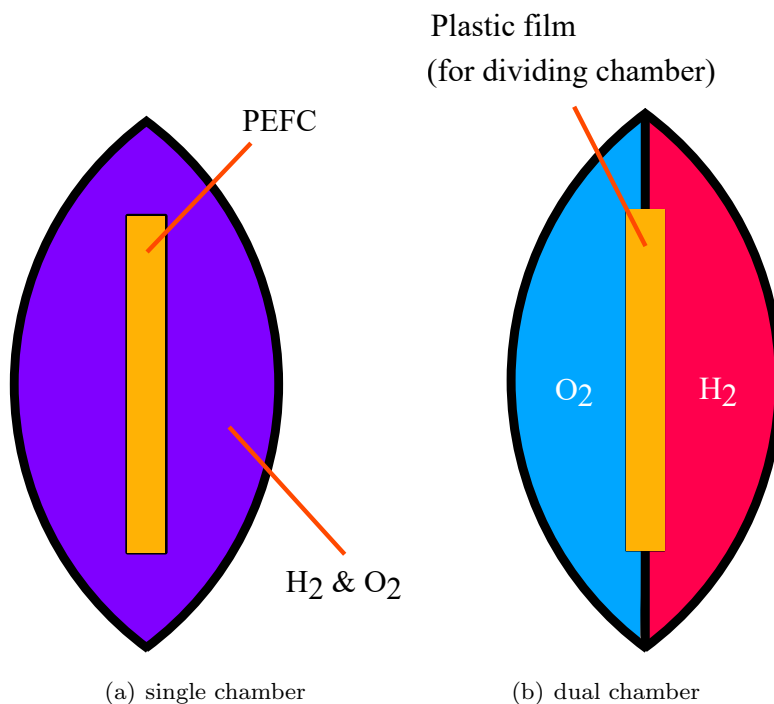 Plastic film
(for dividing chamber)
PEFC
O2
H2
H2 & O2
(a) single chamber
(b) dual chamber